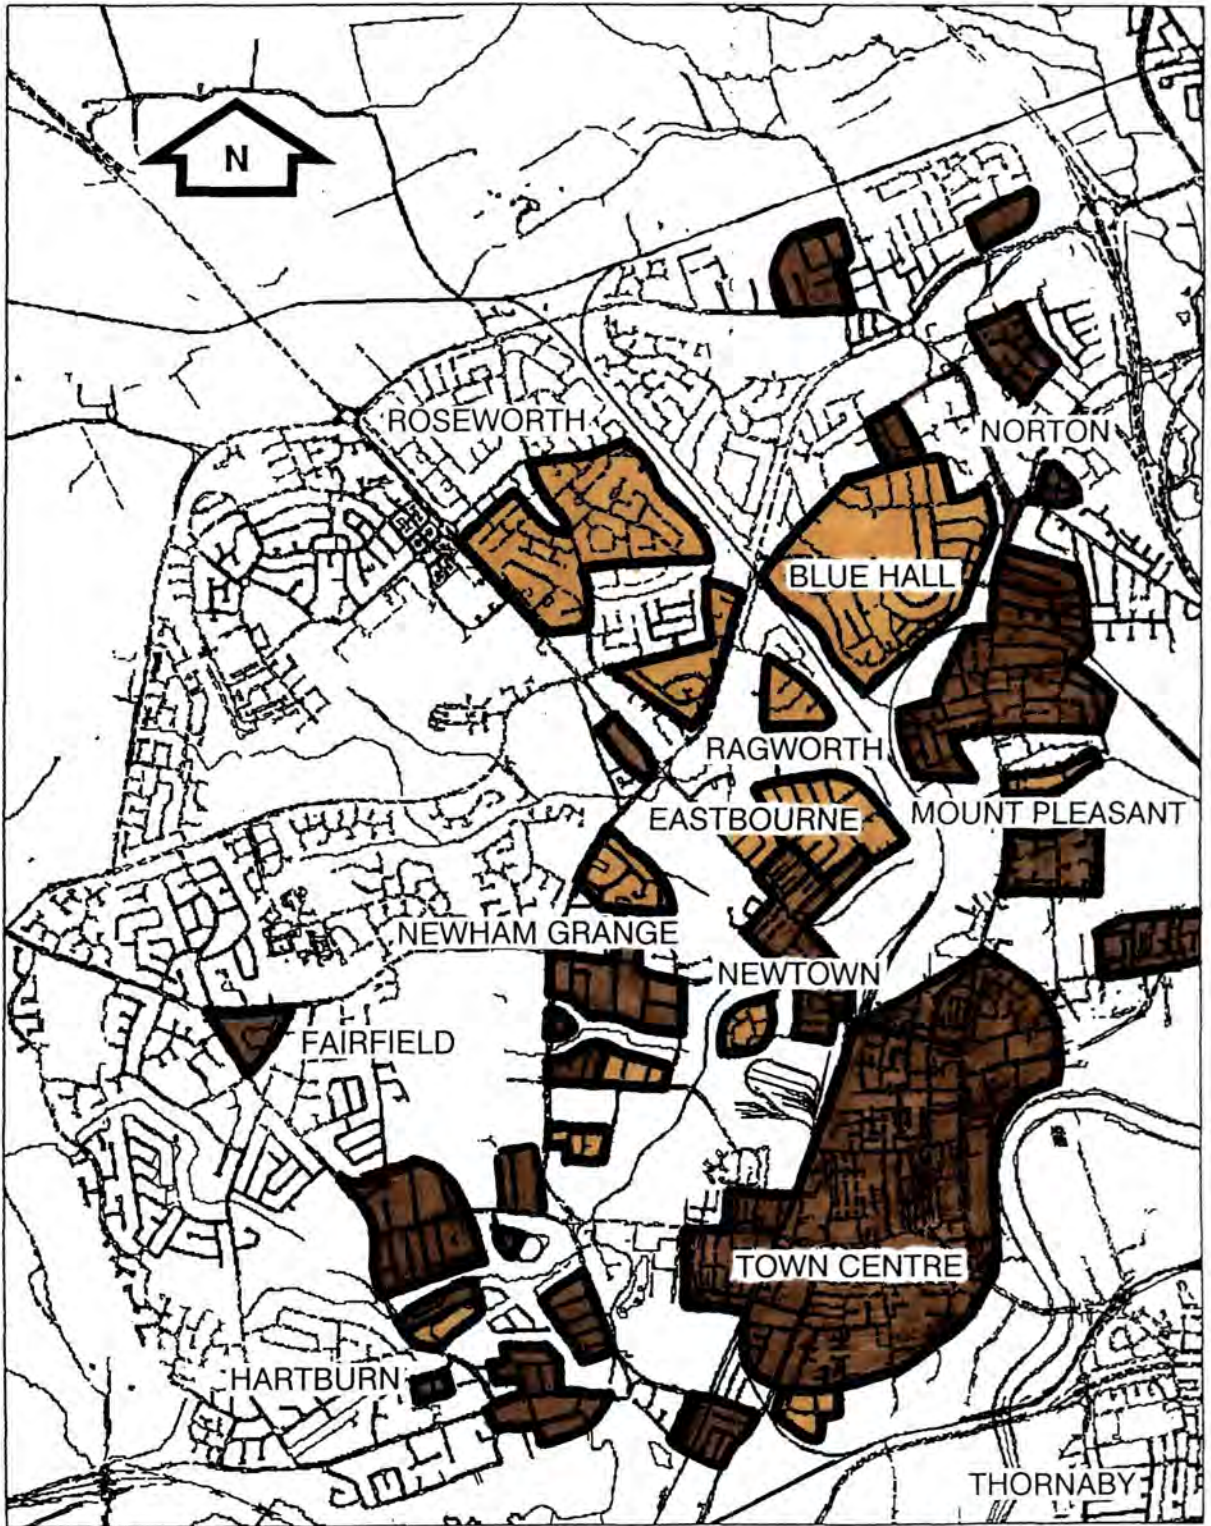 N
ROSEWORTH
NORTON
BLUE HALL
RAGWORTH
EASTBOURNE
MOUNT PLEASANT
NEWHAM GRANGE
NEWTOWN
FAIRFIELD
TOWN CENTRE
HARTBURN
THORNABY